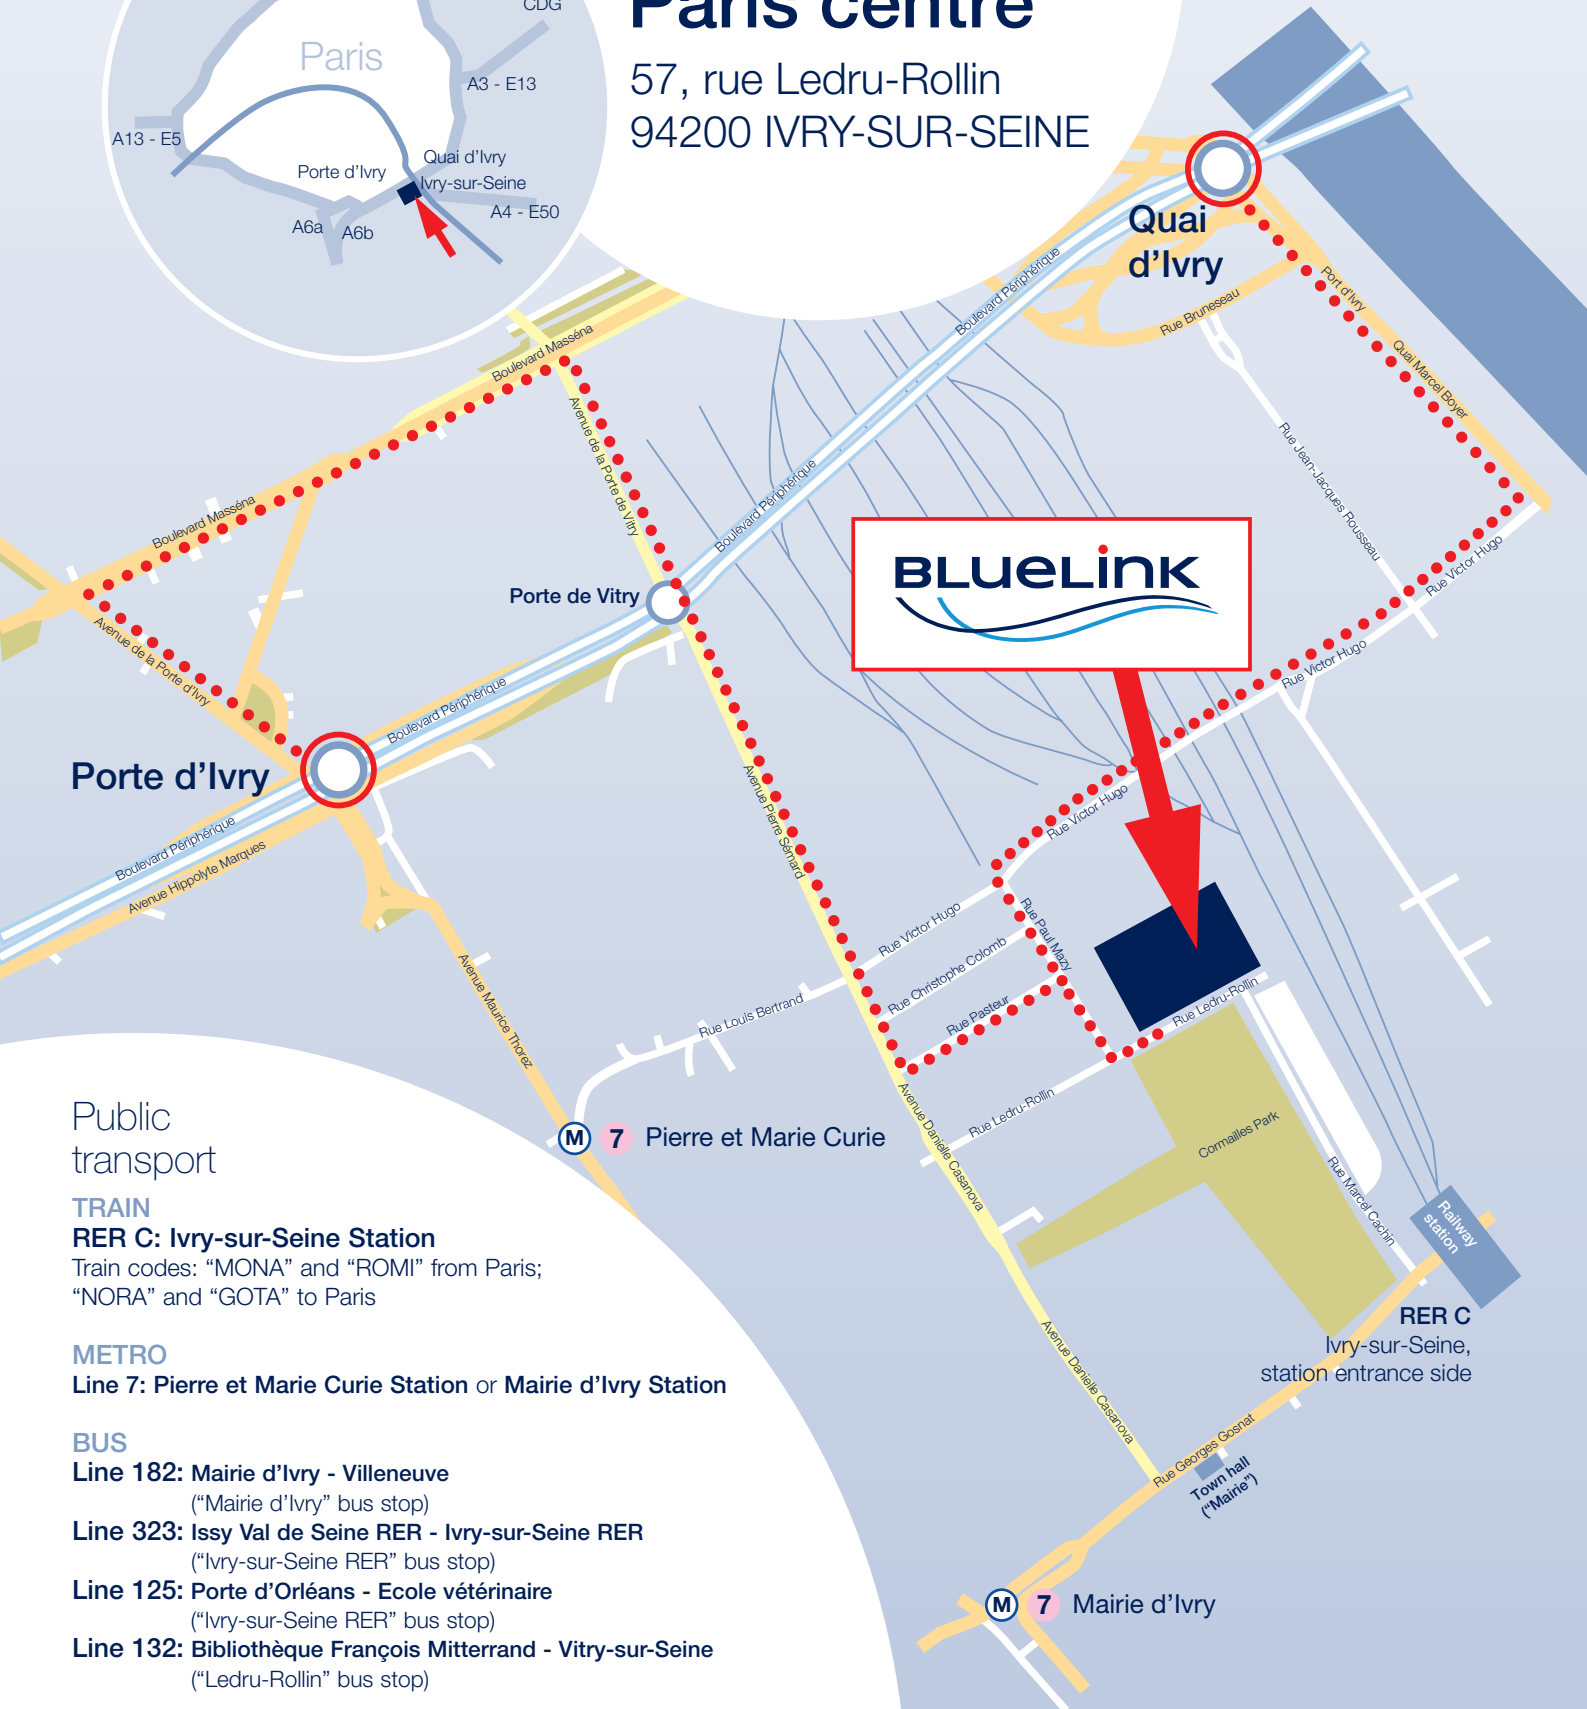 CDG
Paris
A3 - E13
A13 - E5
Porte d’Ivry
Quai d’Ivry
Ivry-sur-Seine
A4 - E50
A6a
A6b
Paris centre
57, rue Ledru-Rollin
94200 IVRY-SUR-SEINE
Quai
d’Ivry
Port d’Ivry
Rue Bruneseau
Quai Marcel Boyer
Boulevard Périphérique
Boulevard Masséna
Avenue de la Porte de Vitry
Rue Jean-Jacques Rousseau
Boulevard Périphérique
Boulevard Masséna
Rue Victor Hugo
BLUELINK
Porte de Vitry
Avenue de la Porte d’Ivry
Rue Victor Hugo
Boulevard Périphérique
Porte d’Ivry
Avenue Pierre Sémard
Rue Victor Hugo
Boulevard Périphérique
Avenue Hippolyte Marques
Rue Victor Hugo
Rue Paul Mazy
Rue Christophe Colomb
Avenue Maurice Thorez
Rue Louis Bertrand
Rue Pasteur
Rue Ledru-Rollin
Rue Ledru-Rollin
Avenue Danielle Casanova
Cormailles Park
Rue Marcel Cachin
Railway
station
M 7 Pierre et Marie Curie
RER C
Ivry-sur-Seine,
station entrance side
Avenue Danielle Casanova
Rue Georges Gosnat
Town hall
(“Mairie”)
M 7 Mairie d’Ivry
Public
transport
TRAIN
RER C: Ivry-sur-Seine Station
Train codes: “MONA” and “ROMI” from Paris;
“NORA” and “GOTA” to Paris
METRO
Line 7: Pierre et Marie Curie Station or Mairie d’Ivry Station
BUS
Line 182: Mairie d’Ivry - Villeneuve
(“Mairie d’Ivry” bus stop)
Line 323: Issy Val de Seine RER - Ivry-sur-Seine RER
(“Ivry-sur-Seine RER” bus stop)
Line 125: Porte d’Orléans - Ecole vétérinaire
(“Ivry-sur-Seine RER” bus stop)
Line 132: Bibliothèque François Mitterrand - Vitry-sur-Seine
(“Ledru-Rollin” bus stop)